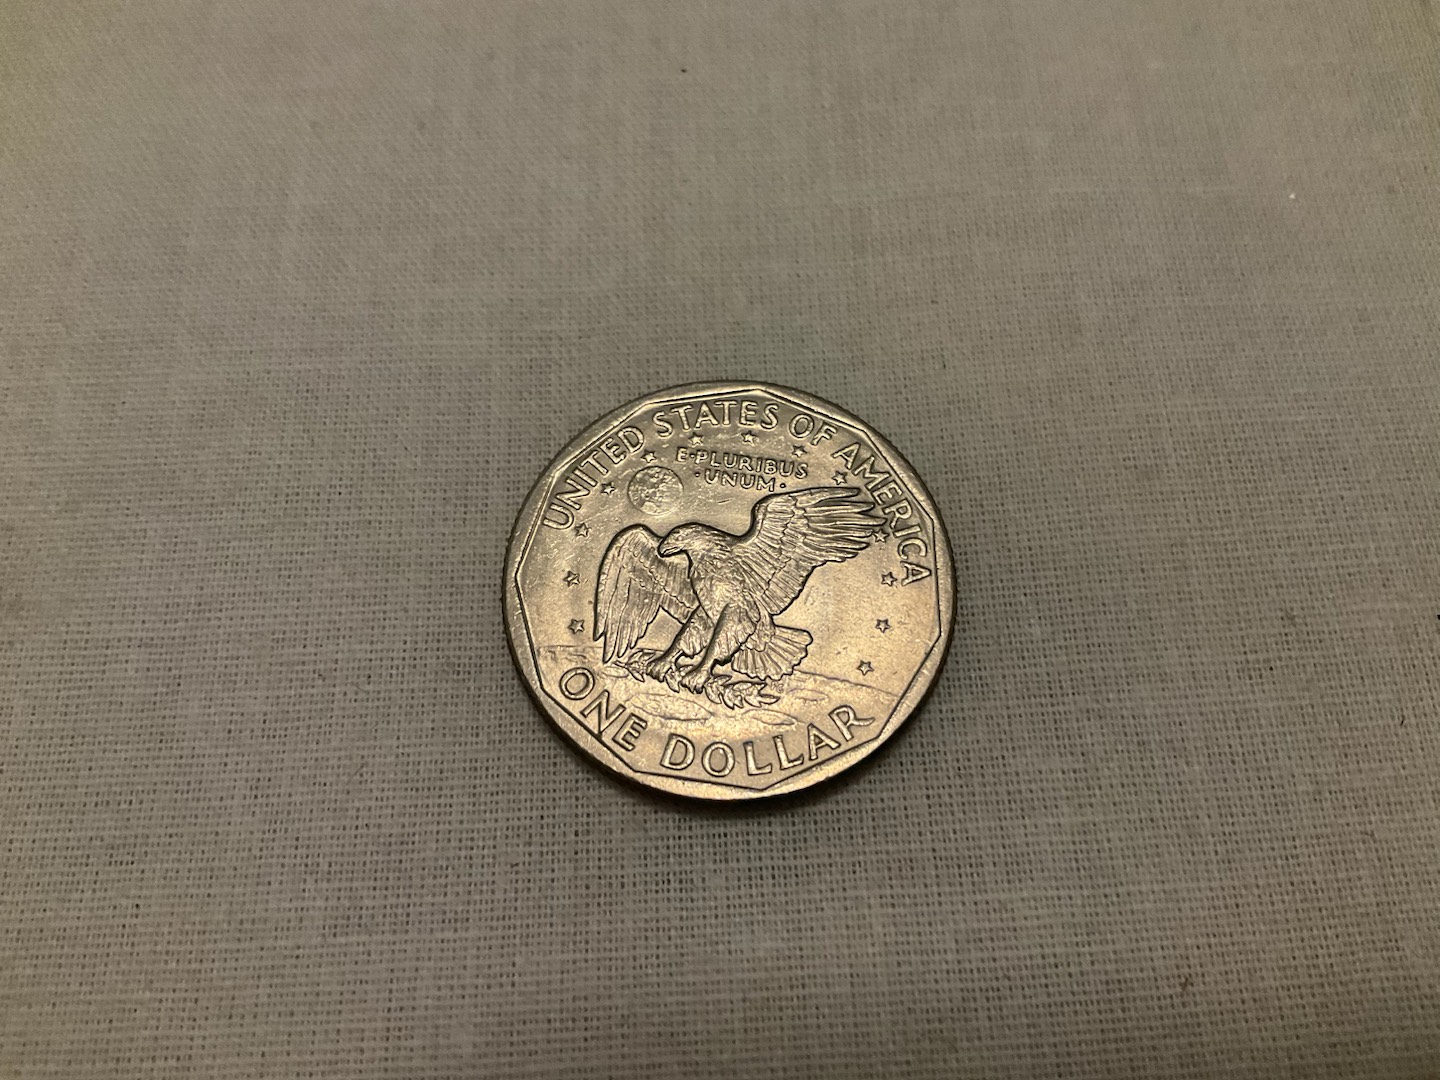 UNITED STATES OF AMERICA
E·PLURIBUS
·UNUM·
ONE DOLLAR